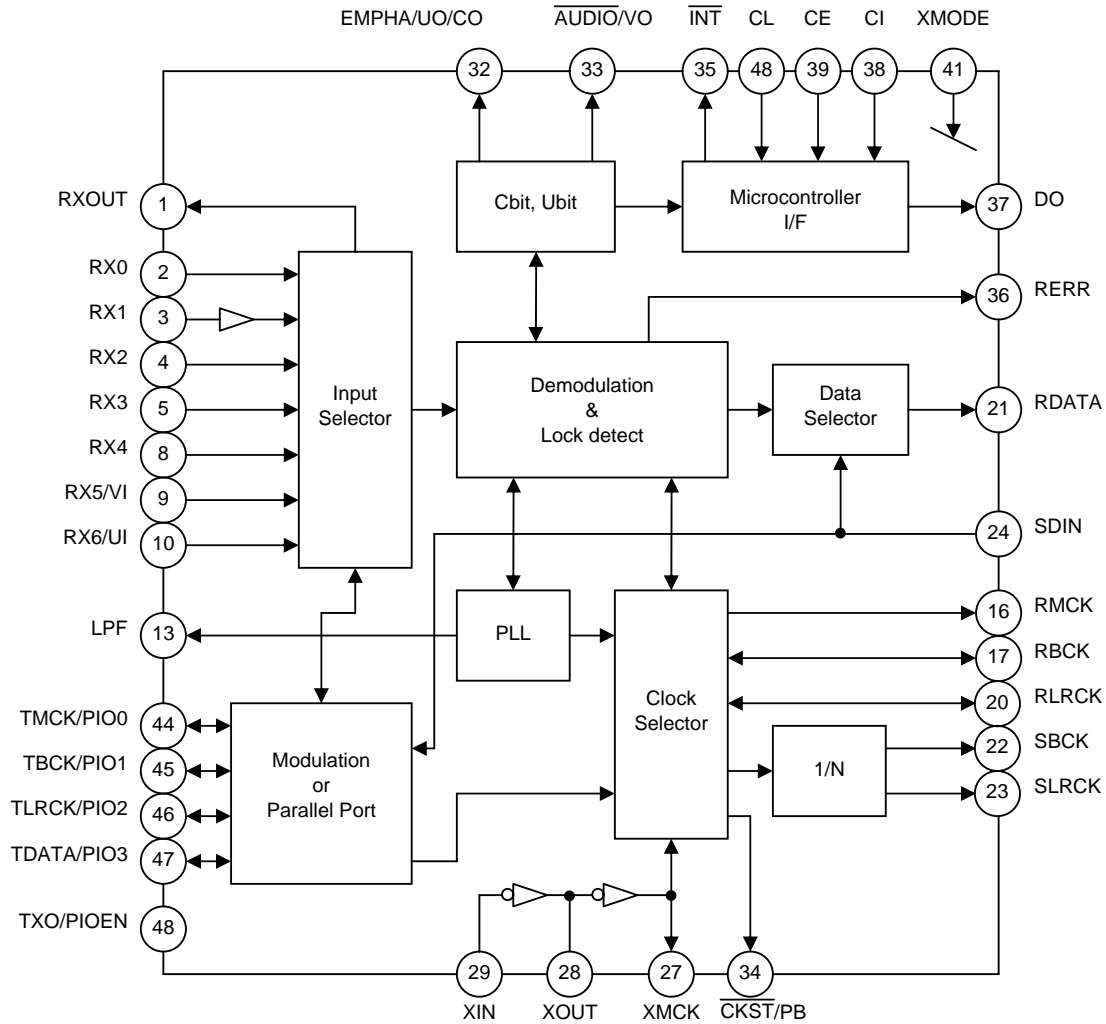 EMPHA/UO/CO
AUDIO/VO
INT
CL
CE
CI
XMODE
32
33
35
48
39
38
41
RXOUT
1
Cbit, Ubit
Microcontroller
I/F
37
DO
RX0
2
RX1
3
RX2
4
RX3
5
RX4
8
RX5/VI
9
RX6/UI
10
Input
Selector
Demodulation
&
Lock detect
Data
Selector
36
RERR
21
RDATA
24
SDIN
LPF
13
PLL
Clock
Selector
16
RMCK
17
RBCK
20
RLRCK
22
SBCK
23
SLRCK
1/N
TMCK/PIO0
44
TBCK/PIO1
45
TLRCK/PIO2
46
TDATA/PIO3
47
TXO/PIOEN
48
Modulation
or
Parallel Port
29
28
27
34
XIN
XOUT
XMCK
CKST/PB